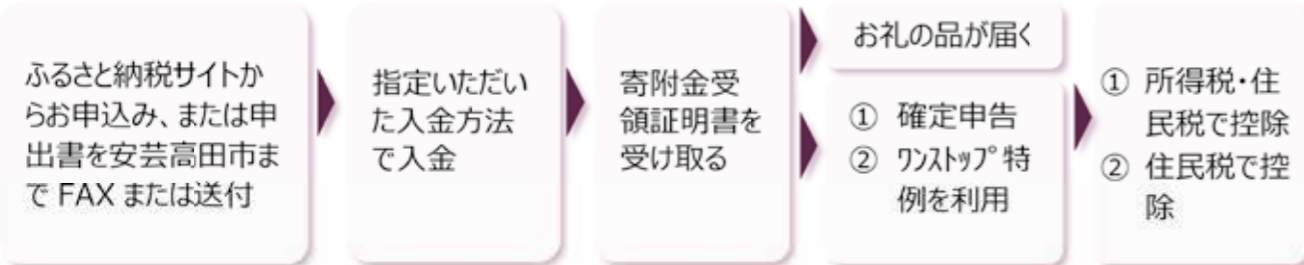 ふるさと納税サイトか
らお申込み、または申
出書を安芸高田市ま
で FAX または送付
指定いただい
た入金方法
で入金
寄附金受
領証明書を
受け取る
お礼の品が届く
① 確定申告
② ﾜﾝｽﾄｯﾌﾟ特
例を利用
① 所得税・住
民税で控除
② 住民税で控
除